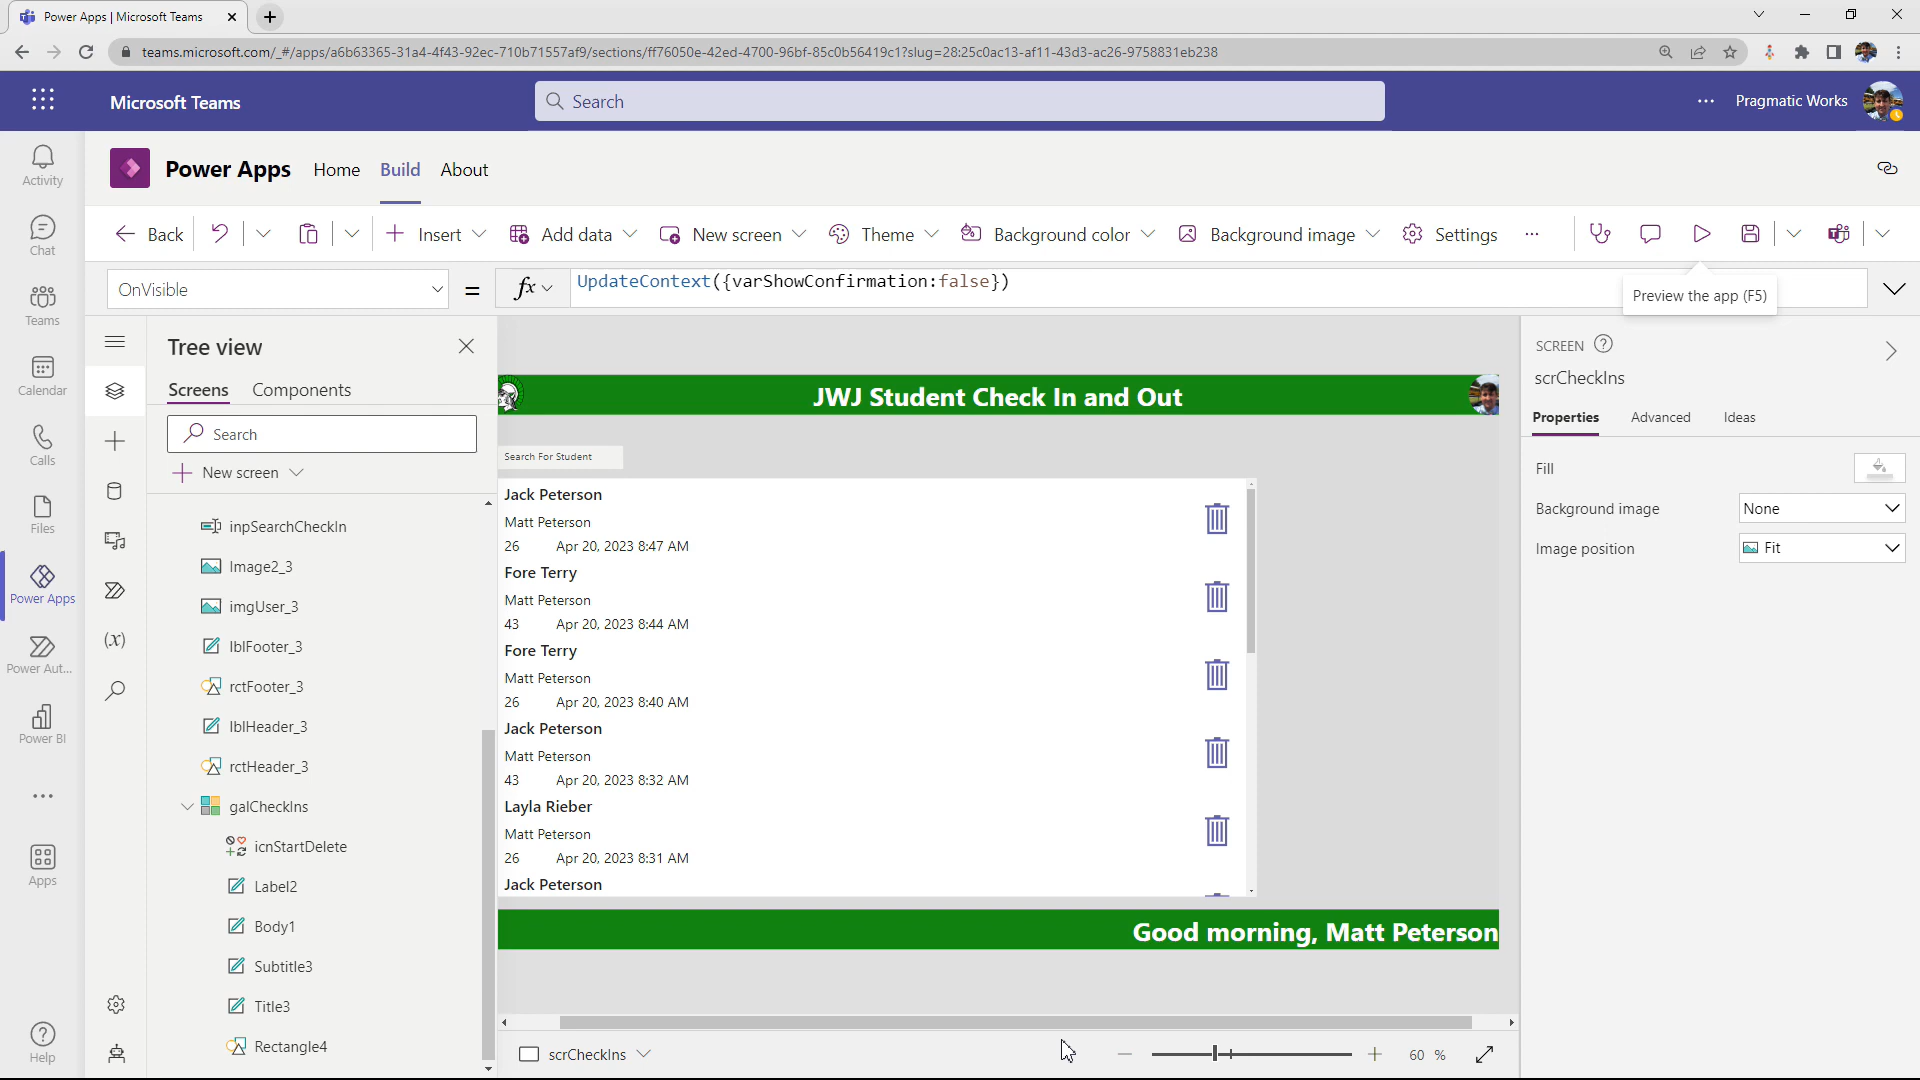 Power Apps | Microsoft Teams
teams.microsoft.com/_#/apps/a6b63365-31a4-4f43-92ec-710b71557af9/sections/ff76050e-42ed-4700-96bf-85c0b56419c1?slug=28:25c0ac13-af11-43d3-ac26-9758831eb238
Microsoft Teams
Search
Pragmatic Works
Activity
Chat
Teams
Calendar
Calls
Files
Power Apps
Power Aut...
Power BI
Apps
Help
Power Apps
Home
Build
About
Back
Insert
Add data
New screen
Theme
Background color
Background image
Settings
OnVisible
=
fx
UpdateContext({varShowConfirmation:false})
Preview the app (F5)
Tree view
Screens
Components
Search
New screen
inpSearchCheckIn
Image2_3
imgUser_3
lblFooter_3
rctFooter_3
lblHeader_3
rctHeader_3
galCheckIns
icnStartDelete
Label2
Body1
Subtitle3
Title3
Rectangle4
(x)
JWJ Student Check In and Out
Search For Student
Jack Peterson
Matt Peterson
26 Apr 20, 2023 8:47 AM
Fore Terry
Matt Peterson
43 Apr 20, 2023 8:44 AM
Fore Terry
Matt Peterson
26 Apr 20, 2023 8:40 AM
Jack Peterson
Matt Peterson
43 Apr 20, 2023 8:32 AM
Layla Rieber
Matt Peterson
26 Apr 20, 2023 8:31 AM
Jack Peterson
Good morning, Matt Peterson
scrCheckIns
60 %
SCREEN
scrCheckIns
Properties
Advanced
Ideas
Fill
Background image
None
Image position
Fit